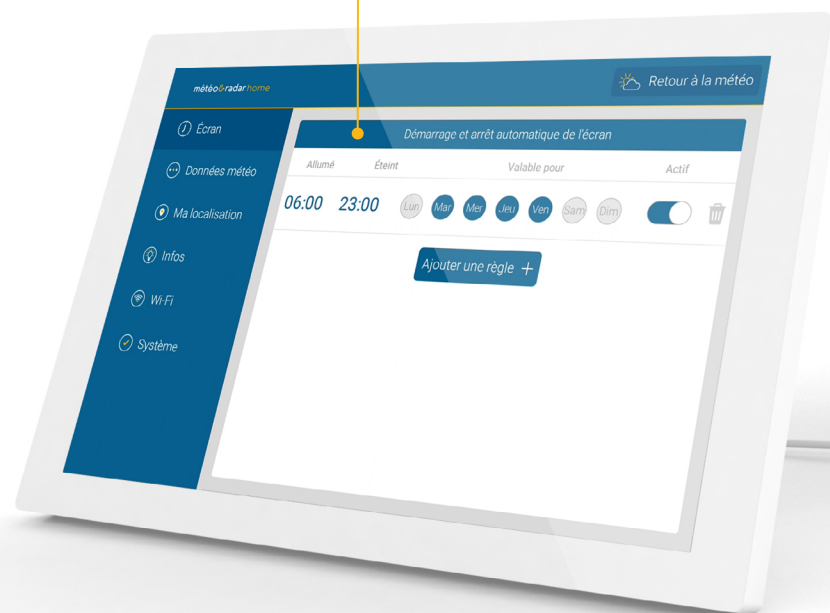 météo&radar home
Retour à la météo
Écran
Données météo
Ma localisation
Infos
Wi-Fi
Système
Démarrage et arrêt automatique de l'écran
Allumé Éteint Valable pour Actif
06:00 23:00 Lun Mar Mer Jeu Ven Sam Dim
Ajouter une règle +